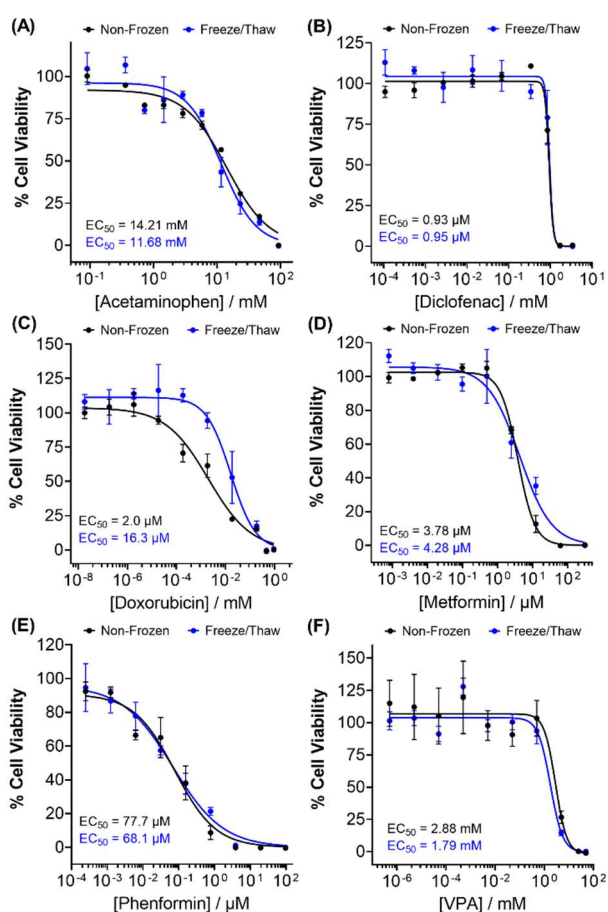 (A)
Non-Frozen Freeze/Thaw
% Cell Viability
100
75
50
25
0
EC50 = 14.21 mM
EC50 = 11.68 mM
10-1 100 101 102
[Acetaminophen] / mM
(B)
Non-Frozen Freeze/Thaw
% Cell Viability
125
100
75
50
25
0
EC50 = 0.93 µM
EC50 = 0.95 µM
10-4 10-3 10-2 10-1 100 101
[Diclofenac] / mM
(C)
Non-Frozen Freeze/Thaw
% Cell Viability
150
125
100
75
50
25
0
EC50 = 2.0 µM
EC50 = 16.3 µM
10-8 10-6 10-4 10-2 100
[Doxorubicin] / mM
(D)
Non-Frozen Freeze/Thaw
% Cell Viability
120
100
80
60
40
20
0
EC50 = 3.78 µM
EC50 = 4.28 µM
10-3 10-2 10-1 100 101 102
[Metformin] / µM
(E)
Non-Frozen Freeze/Thaw
% Cell Viability
120
100
80
60
40
20
0
EC50 = 77.7 µM
EC50 = 68.1 µM
10-4 10-3 10-2 10-1 100 101 102
[Phenformin] / µM
(F)
Non-Frozen Freeze/Thaw
% Cell Viability
150
125
100
75
50
25
0
EC50 = 2.88 mM
EC50 = 1.79 mM
10-6 10-4 10-2 100 102
[VPA] / mM